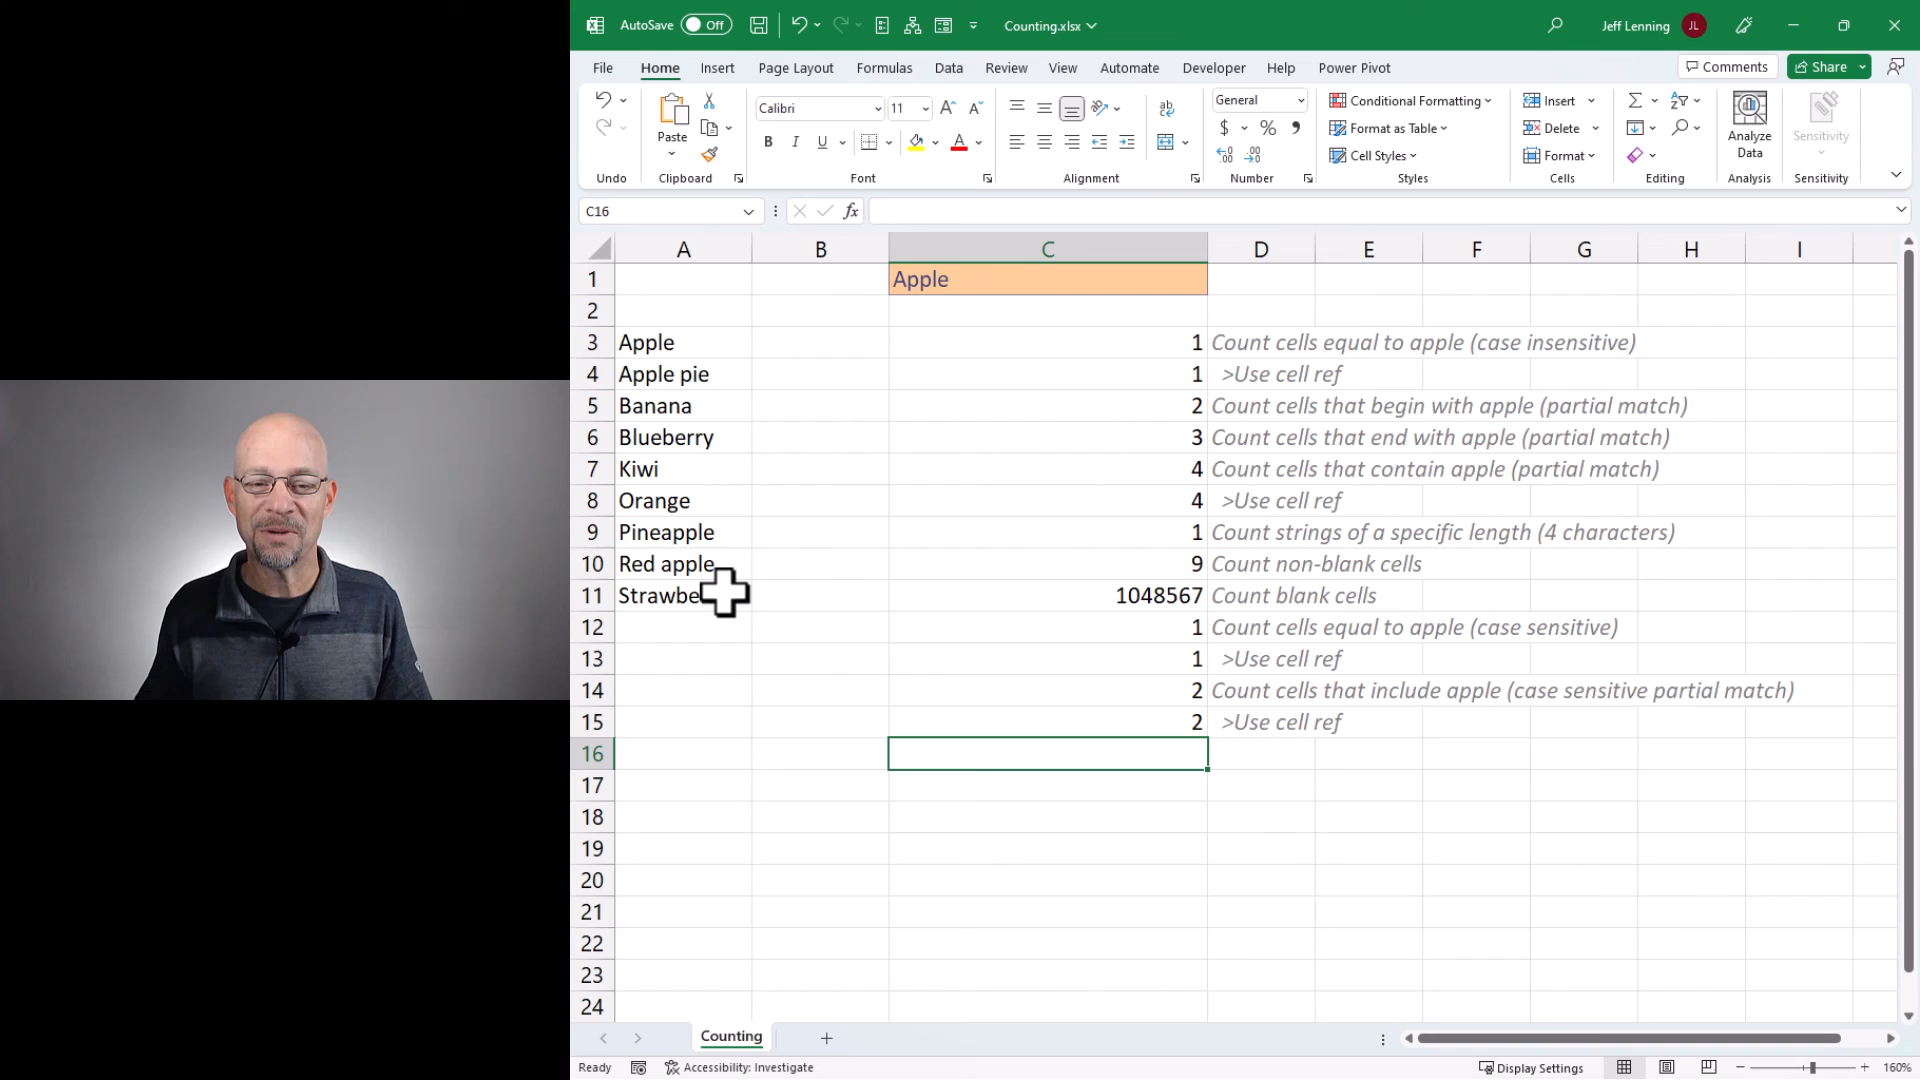 AutoSave Off Counting.xlsx Jeff Lenning JL
File Home Insert Page Layout Formulas Data Review View Automate Developer Help Power Pivot Comments Share
Calibri 11 General Conditional Formatting Insert
Paste B I U $ % Format as Table Delete Analyze Data Sensitivity
Cell Styles Format
Undo Clipboard Font Alignment Number Styles Cells Editing Analysis Sensitivity
C16 fx
A B C D E F G H I
1 Apple
2
3 Apple 1 Count cells equal to apple (case insensitive)
4 Apple pie 1 >Use cell ref
5 Banana 2 Count cells that begin with apple (partial match)
6 Blueberry 3 Count cells that end with apple (partial match)
7 Kiwi 4 Count cells that contain apple (partial match)
8 Orange 4 >Use cell ref
9 Pineapple 1 Count strings of a specific length (4 characters)
10 Red apple 9 Count non-blank cells
11 Strawbe 1048567 Count blank cells
12 1 Count cells equal to apple (case sensitive)
13 1 >Use cell ref
14 2 Count cells that include apple (case sensitive partial match)
15 2 >Use cell ref
16
17
18
19
20
21
22
23
24
Counting
Ready Accessibility: Investigate Display Settings 160%